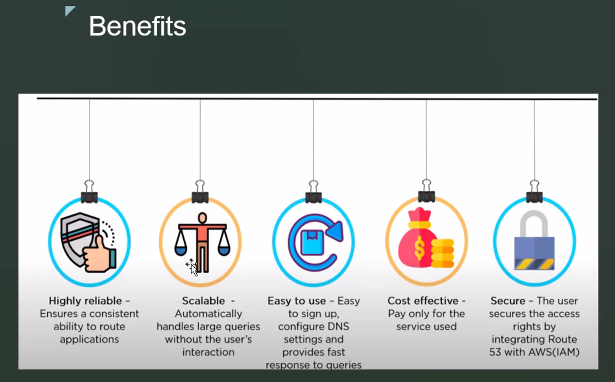 Benefits
Highly reliable –
Ensures a consistent
ability to route
applications
Scalable -
Automatically
handles large queries
without the user's
interaction
Easy to use – Easy
to sign up,
configure DNS
settings and
provides fast
response to queries
Cost effective -
Pay only for the
service used
Secure – The user
secures the access
rights by
integrating Route
53 with AWS(IAM)